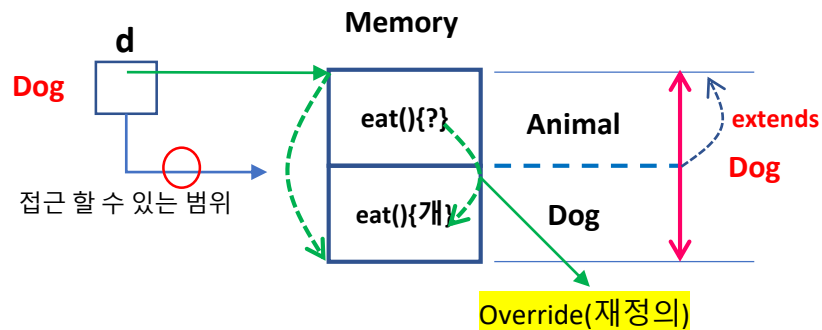 Memory
d
Dog
eat(){?}
Animal
extends
Dog
접근 할 수 있는 범위
eat(){개}
Dog
Override(재정의)